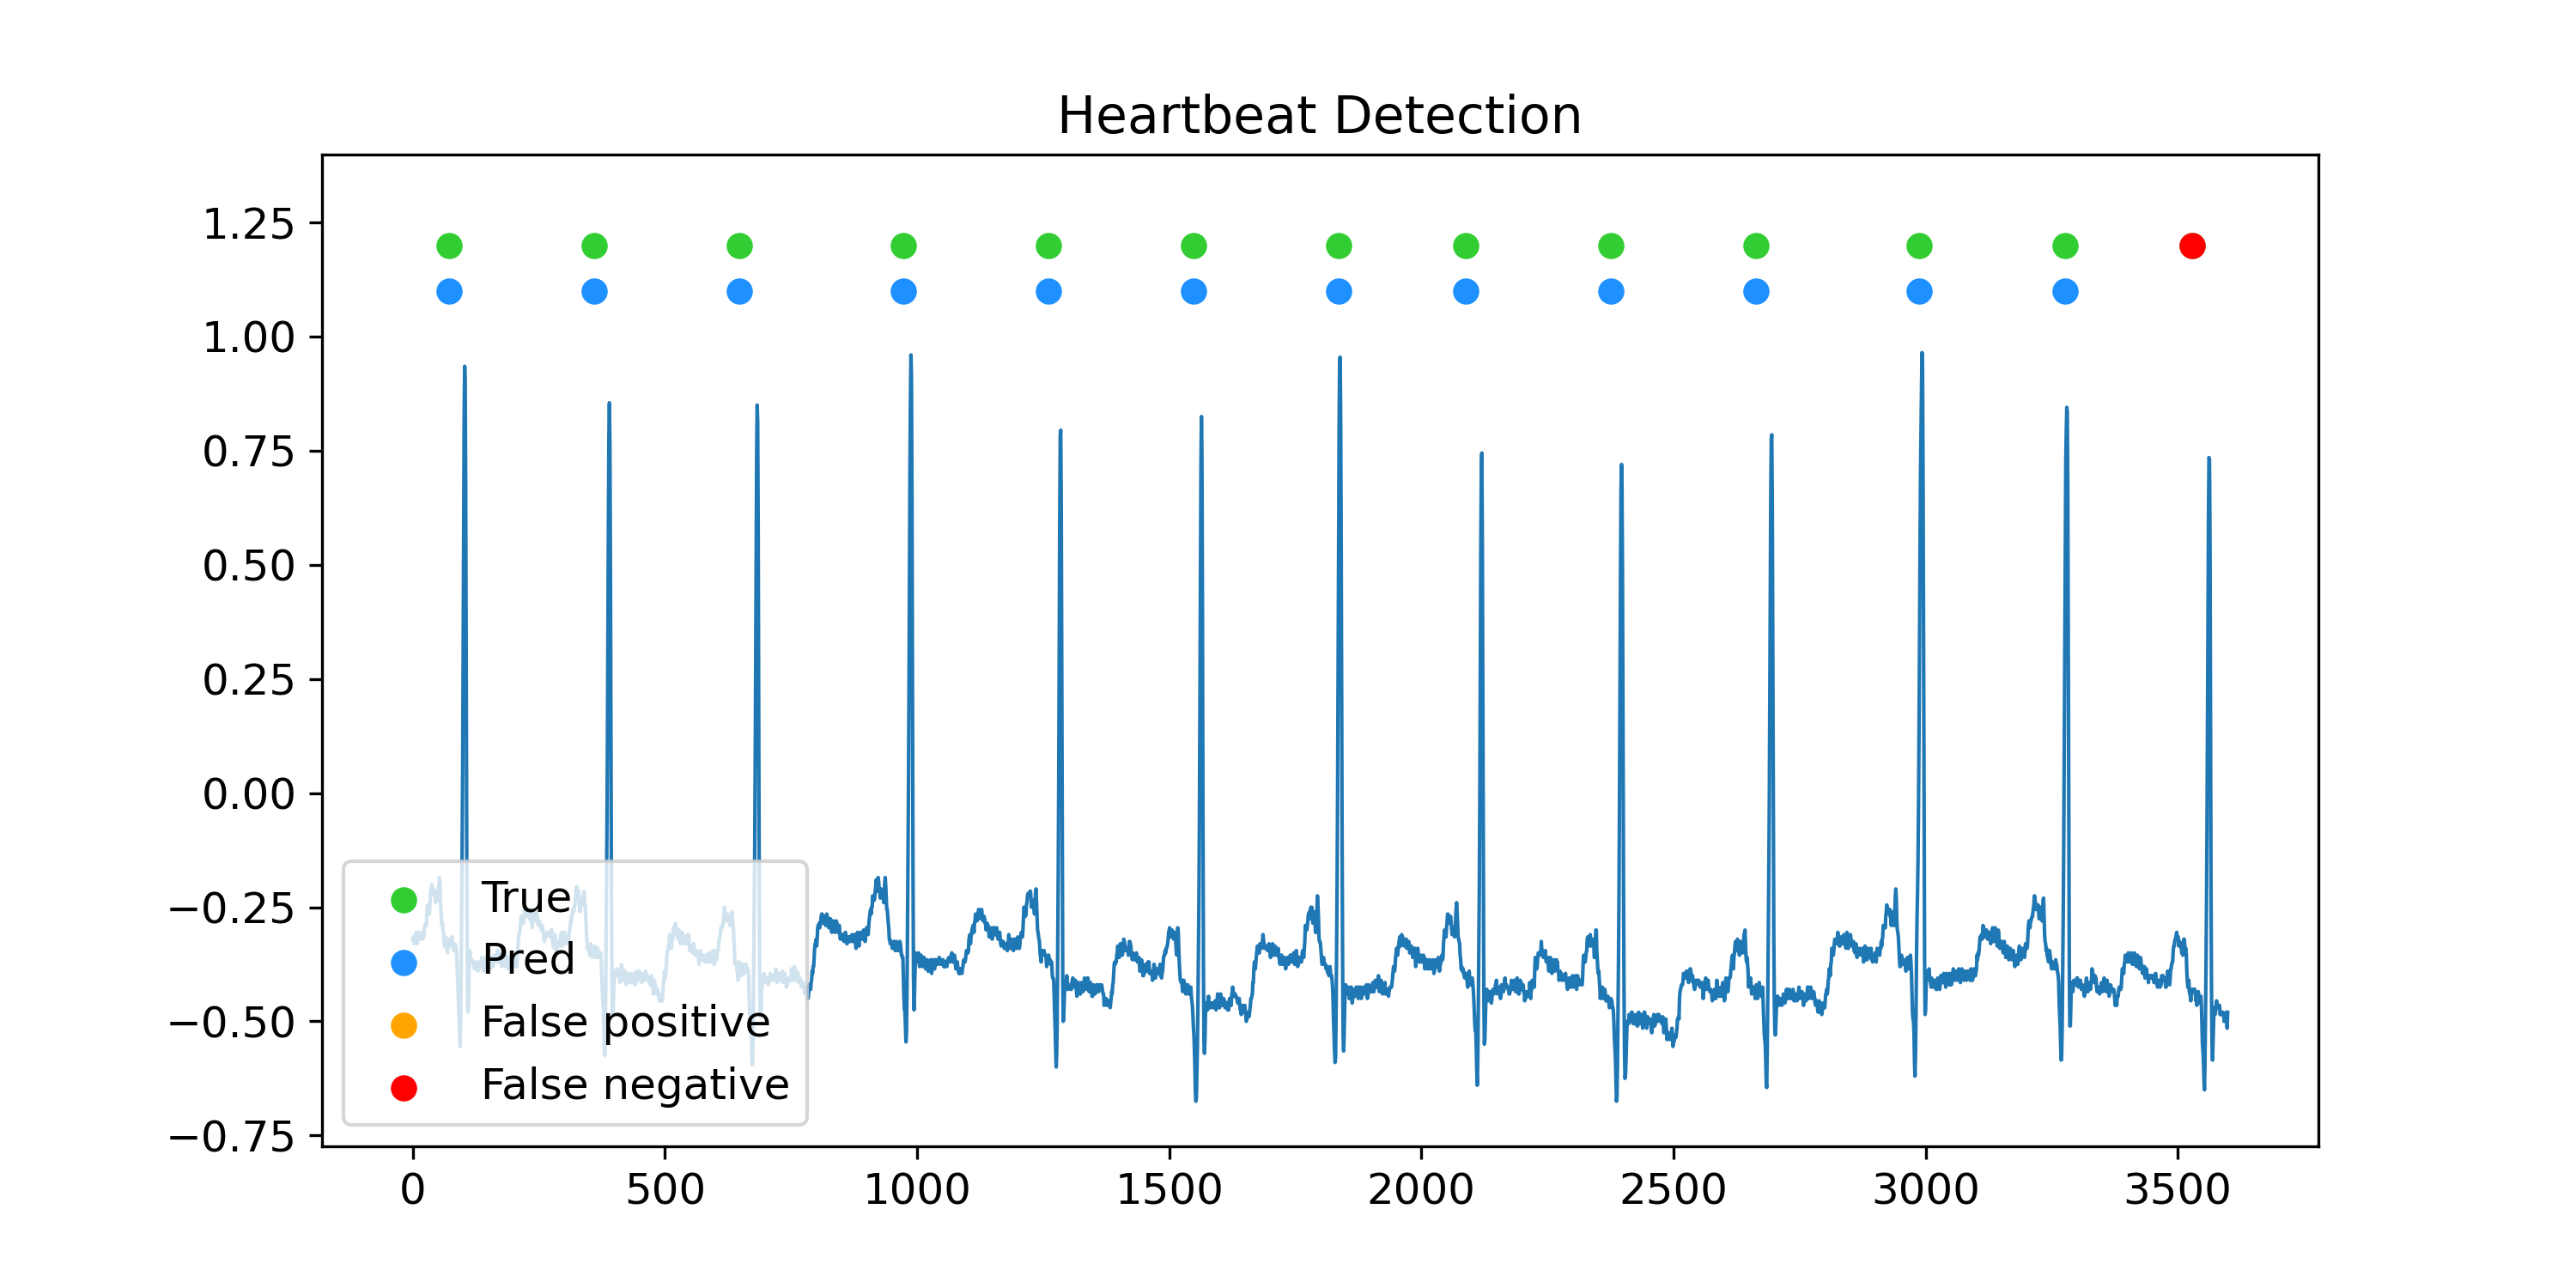 Heartbeat Detection
1.25
1.00
0.75
0.50
0.25
0.00
−0.25
−0.50
−0.75
True
Pred
False positive
False negative
0 500 1000 1500 2000 2500 3000 3500